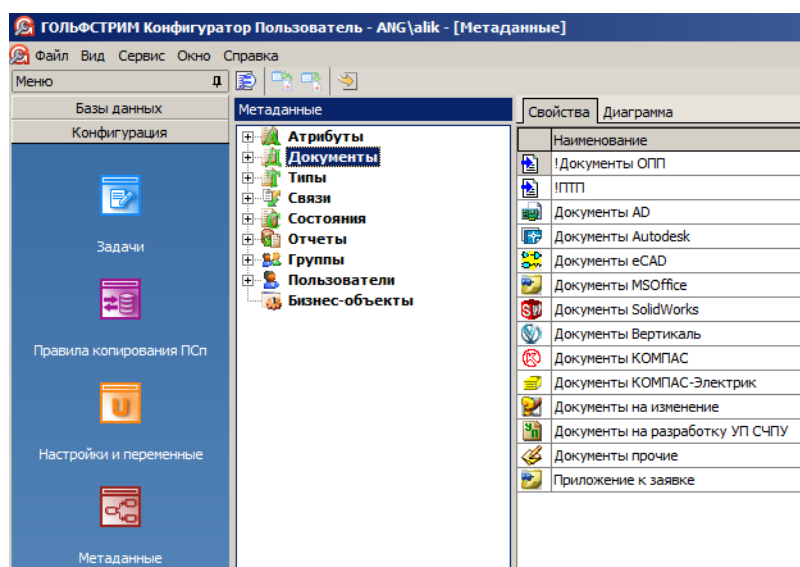 ГОЛЬФСТРИМ Конфигуратор Пользователь - ANG\alik - [Метаданные]
Файл Вид Сервис Окно Справка
Меню
Базы данных
Конфигурация
Задачи
Правила копирования ПСп
Настройки и переменные
Метаданные
Метаданные
Атрибуты
Документы
Типы
Связи
Состояния
Отчеты
Группы
Пользователи
Бизнес-объекты
Свойства Диаграмма
Наименование
!Документы ОПП
!ПТП
Документы AD
Документы Autodesk
Документы eCAD
Документы MSOffice
Документы SolidWorks
Документы Вертикаль
Документы КОМПАС
Документы КОМПАС-Электрик
Документы на изменение
Документы на разработку УП СЧПУ
Документы прочие
Приложение к заявке